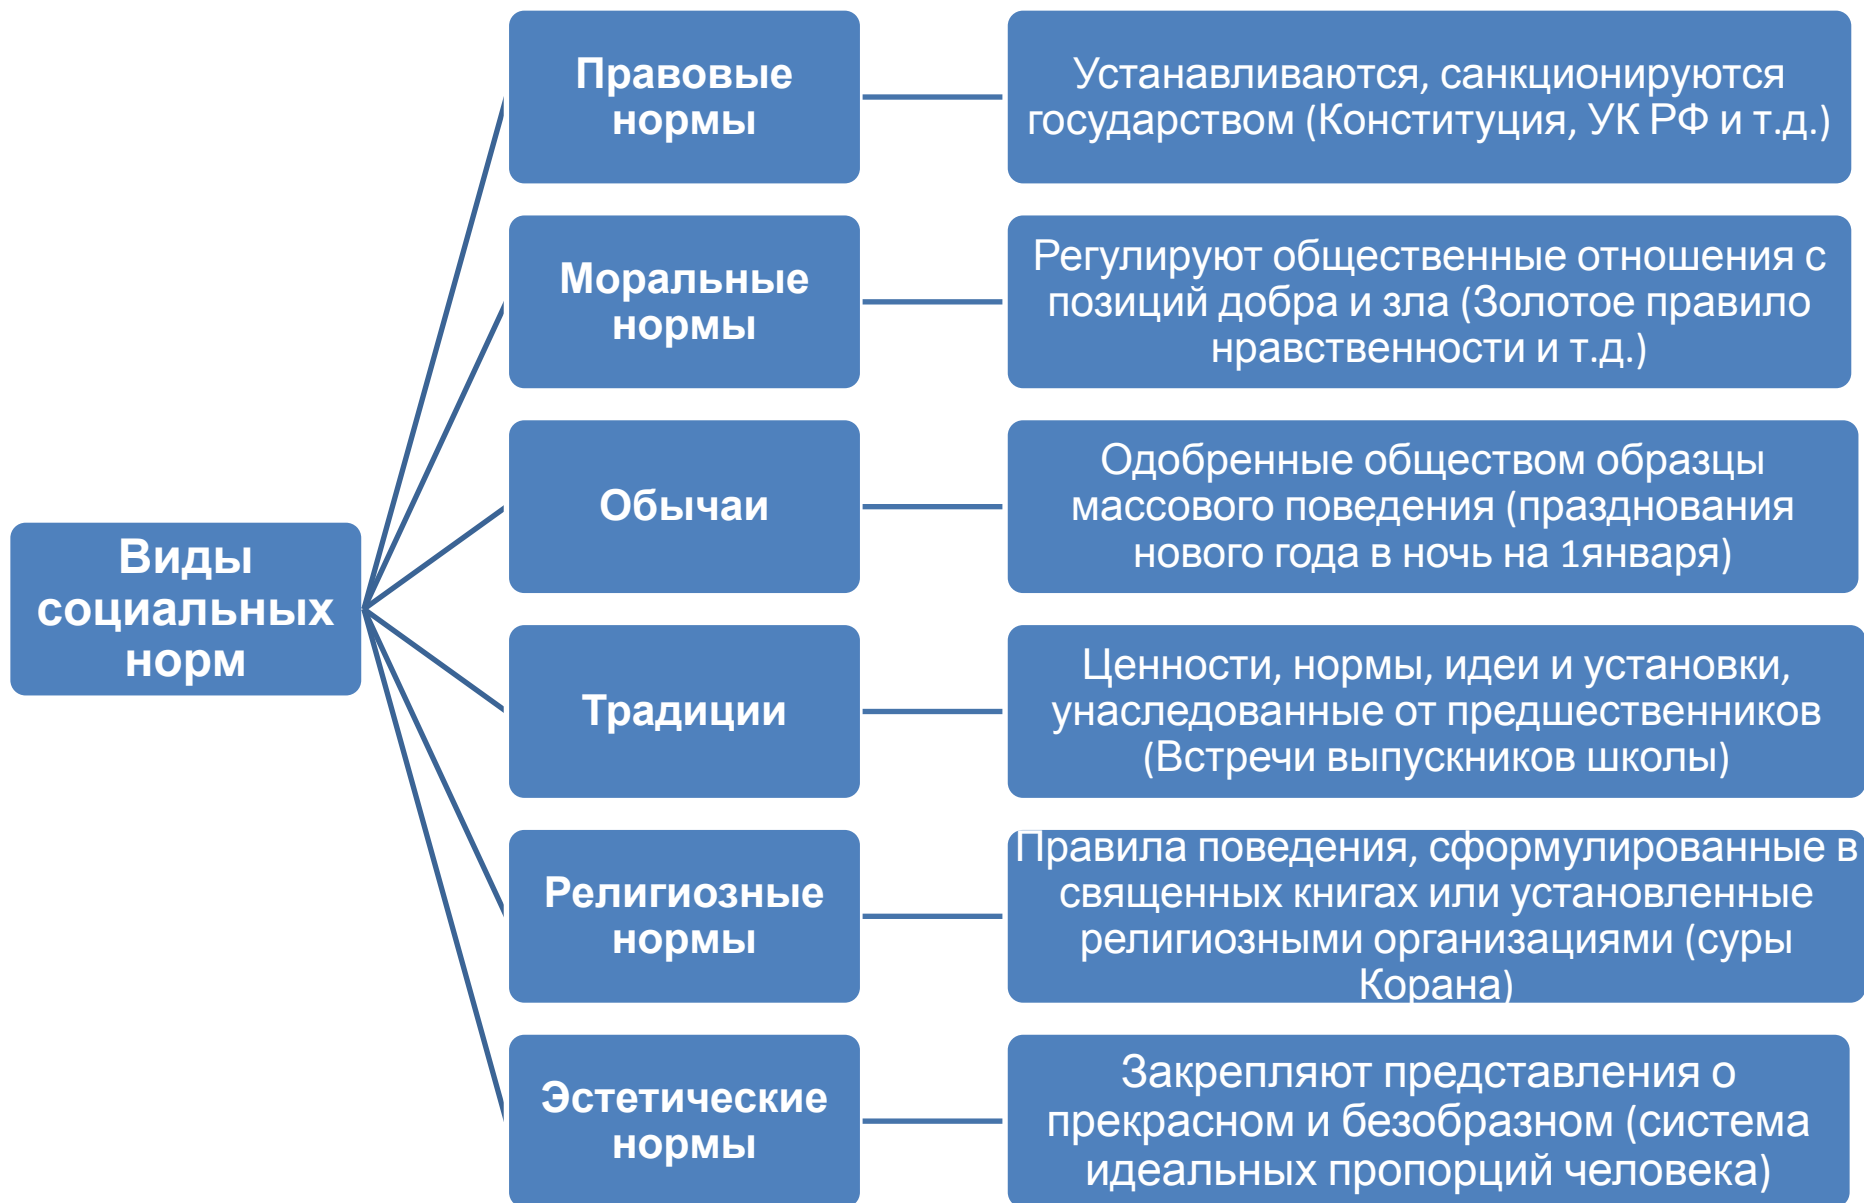 Виды
социальных
норм
Правовые
нормы
Устанавливаются, санкционируются
государством (Конституция, УК РФ и т.д.)
Моральные
нормы
Регулируют общественные отношения с
позиций добра и зла (Золотое правило
нравственности и т.д.)
Обычаи
Одобренные обществом образцы
массового поведения (празднования
нового года в ночь на 1января)
Традиции
Ценности, нормы, идеи и установки,
унаследованные от предшественников
(Встречи выпускников школы)
Религиозные
нормы
Правила поведения, сформулированные в
священных книгах или установленные
религиозными организациями (суры
Корана)
Эстетические
нормы
Закрепляют представления о
прекрасном и безобразном (система
идеальных пропорций человека)